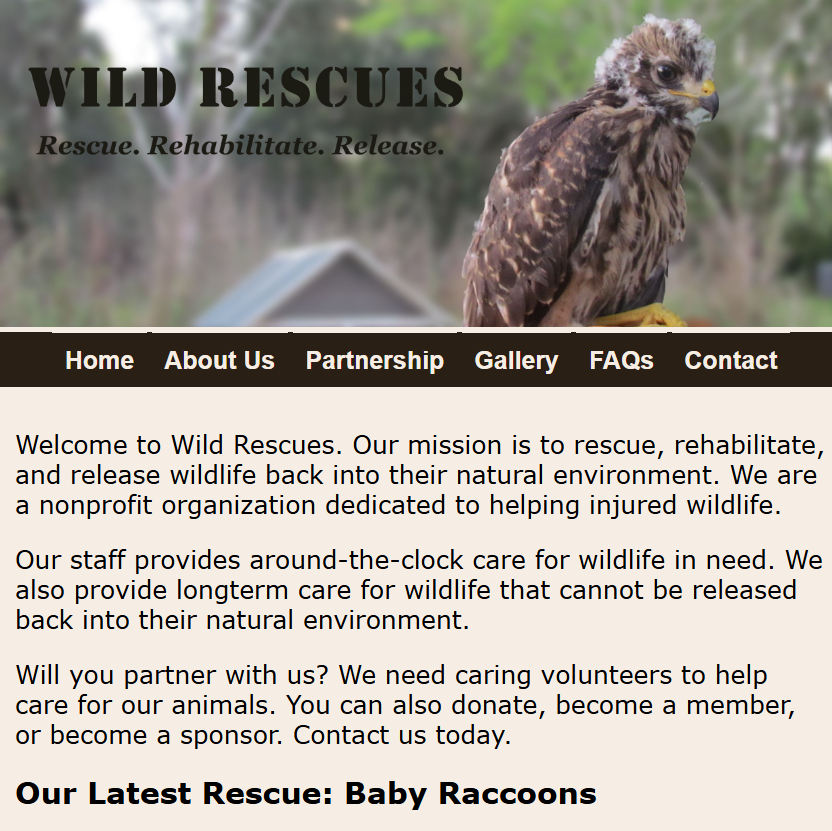 WILD RESCUES
Rescue. Rehabilitate. Release.
Home About Us Partnership Gallery FAQs Contact
Welcome to Wild Rescues. Our mission is to rescue, rehabilitate,
and release wildlife back into their natural environment. We are
a nonprofit organization dedicated to helping injured wildlife.
Our staff provides around-the-clock care for wildlife in need. We
also provide longterm care for wildlife that cannot be released
back into their natural environment.
Will you partner with us? We need caring volunteers to help
care for our animals. You can also donate, become a member,
or become a sponsor. Contact us today.
Our Latest Rescue: Baby Raccoons